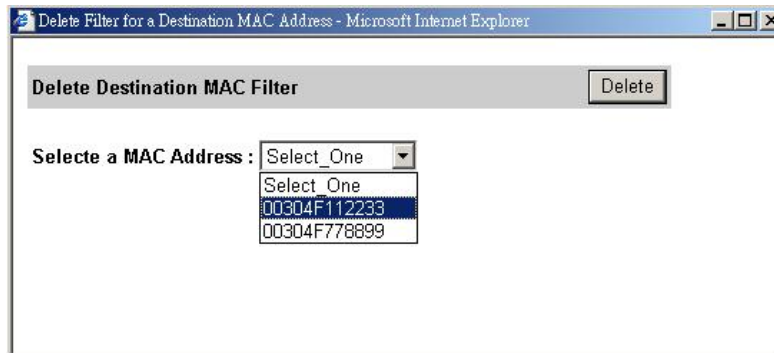 Delete Filter for a Destination MAC Address - Microsoft Internet Explorer
Delete Destination MAC Filter
Delete
Selecte a MAC Address : Select_One
Select_One
00304F112233
00304F778899